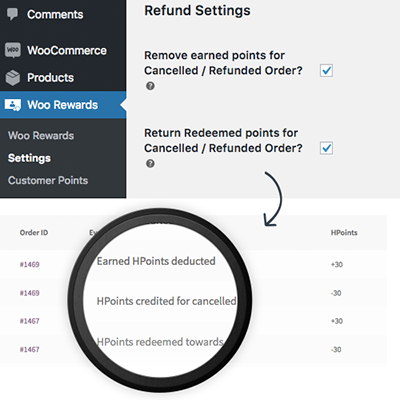 Comments
WOO
WooCommerce
Products
Woo Rewards
Woo Rewards
Settings
Customer Points
Refund Settings
Remove earned points for
Cancelled / Refunded Order?
?
Return Redeemed points for
Cancelled / Refunded Order?
?
Order ID HPoints
#1469 Earned HPoints deducted +30
#1469 HPoints credited for cancelled -30
#1467 HPoints redeemed towards +30
#1467 -30